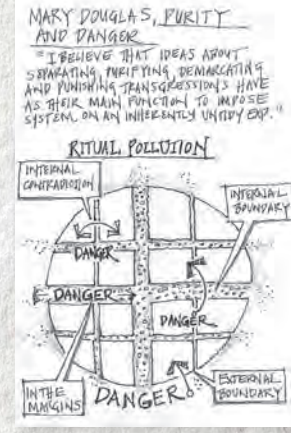 MARY DOUGLAS, PURITY
AND DANGER
"I BELIEVE THAT IDEAS ABOUT
SEPARATING, PURIFYING, DEMARCATING
AND PUNISHING TRANSGRESSIONS HAVE
AS THEIR MAIN FUNCTION TO IMPOSE
SYSTEM ON AN INHERENTLY UNTIDY EXP."
RITUAL POLLUTION
INTERNAL
CONTRADICTION
INTERNAL
BOUNDARY
DANGER
DANGER
DANGER
IN THE
MARGINS
DANGER
EXTERNAL
BOUNDARY